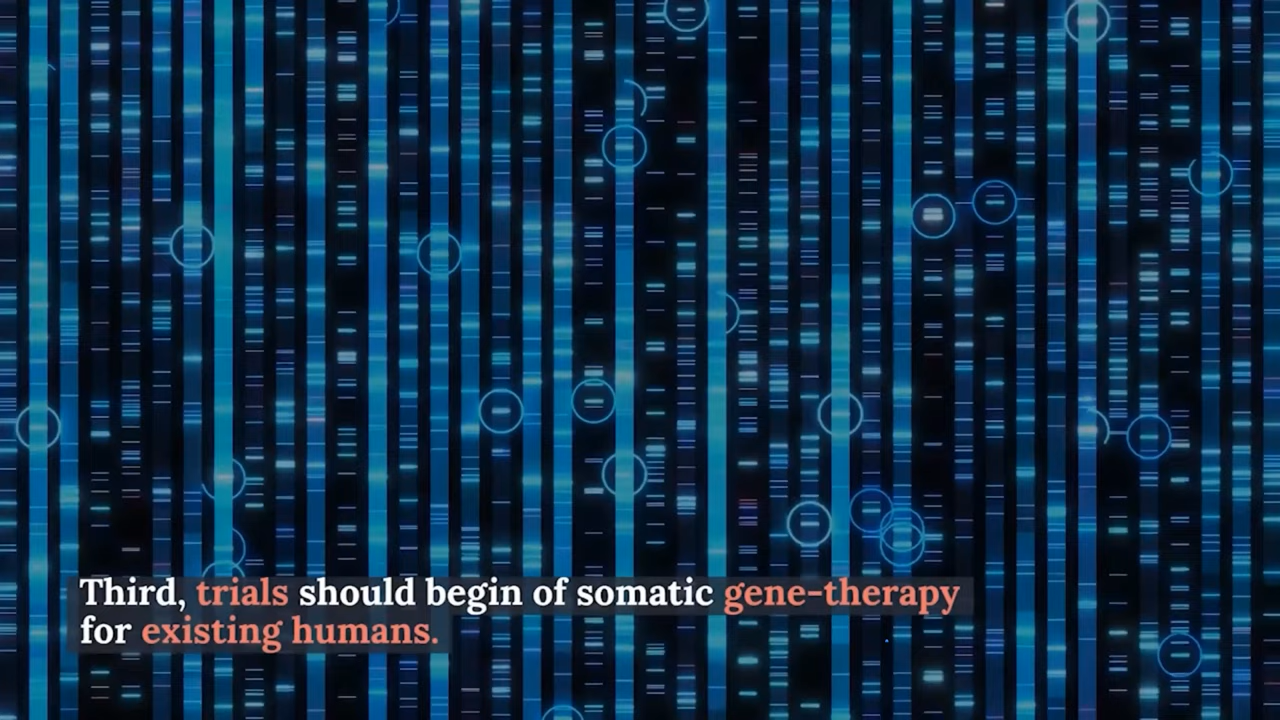 Third, trials should begin of somatic gene-therapy
for existing humans.